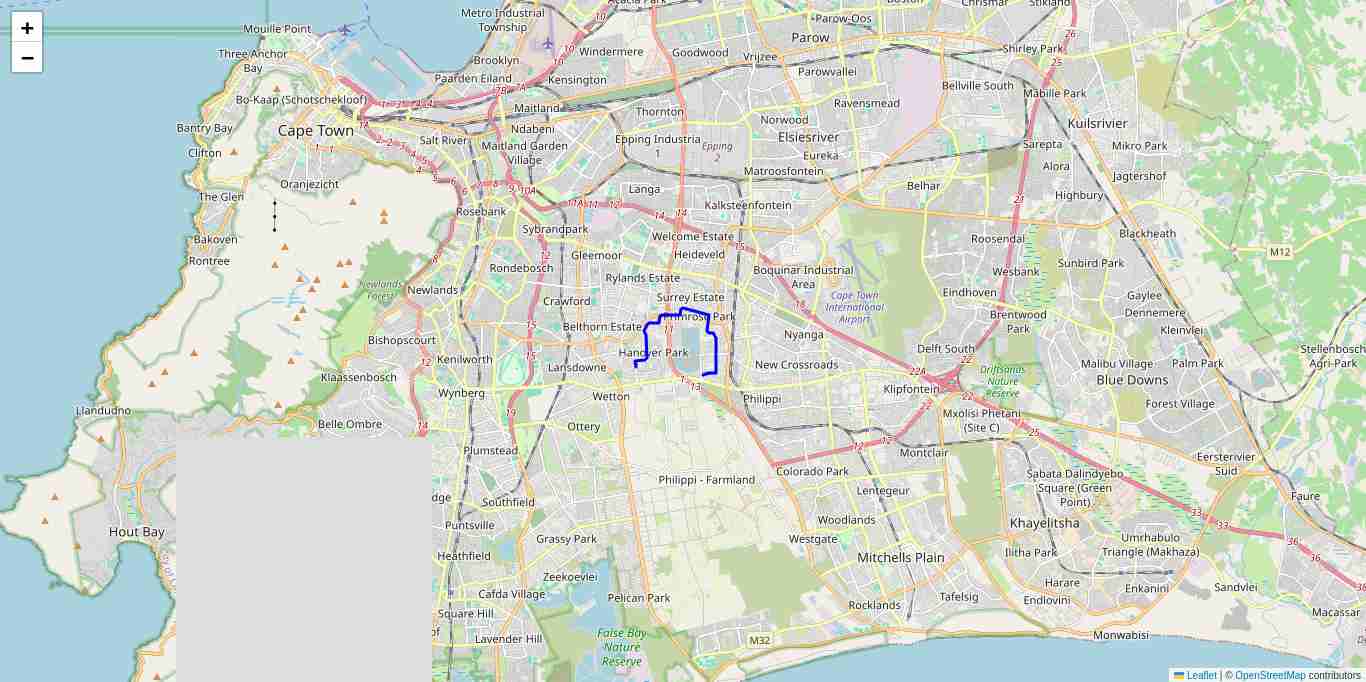 +
−
Acacia Park
Boston
Chrismar
Stikland
Metro Industrial
Township
Parow-Oos
Mouille Point
Parow
Three Anchor
Bay
Windermere
Goodwood
Vrijzee
Shirley Park
Brooklyn
Paarden Eiland
Kensington
Parowvallei
Bellville South
Mabille Park
Bo-Kaap (Schotschekloof)
Maitland
Thornton
Ravensmead
Bantry Bay
Cape Town
Salt River
Ndabeni
Norwood
Kuilsrivier
Elsiesriver
Clifton
Maitland Garden
Village
Epping Industria
1
Epping
2
Eureka
Sarepta
Mikro Park
Matroosfontein
Alora
Jagtershof
Oranjezicht
Langa
Belhar
The Glen
Kalksteenfontein
Highbury
Rosebank
Bakoven
Sybrandpark
Welcome Estate
Roosendal
Blackheath
M12
Rontree
Gleemoor
Heideveld
Rondebosch
Boquinar Industrial
Area
Wesbank
Sunbird Park
Newlands
Forest
Newlands
Rylands Estate
Crawford
Surrey Estate
Cape Town
International
Airport
Eindhoven
Gaylee
Dennemere
Belthorn Estate
Primrose Park
Brentwood
Park
Kleinvlei
Bishopscourt
Nyanga
Kenilworth
Hanover Park
Delft South
Stellenbosch
Agri-Park
Klaassenbosch
Lansdowne
New Crossroads
Driftsands
Nature
Reserve
Malibu Village
Palm Park
Blue Downs
Wynberg
Wetton
Philippi
Klipfontein
Forest Village
Llandudno
Belle Ombre
Ottery
Mxolisi Phetani
(Site C)
Plumstead
Montclair
Eersterivier
Suid
Colorado Park
Philippi - Farmland
Sabata Dalindyebo
Square (Green
Point)
Lentegeur
Faure
Southfield
Hout Bay
Puntsville
Woodlands
Khayelitsha
Grassy Park
Westgate
Umrhabulo
Triangle (Makhaza)
Heathfield
Mitchells Plain
Ilitha Park
Zeekoevlei
Harare
Enkanini
Sandvlei
Cafda Village
Pelican Park
Rocklands
Tafelsig
Endlovini
Square Hill
Macassar
Lavender Hill
False Bay
Nature
Reserve
M32
Monwabisi
Leaflet | © OpenStreetMap contributors